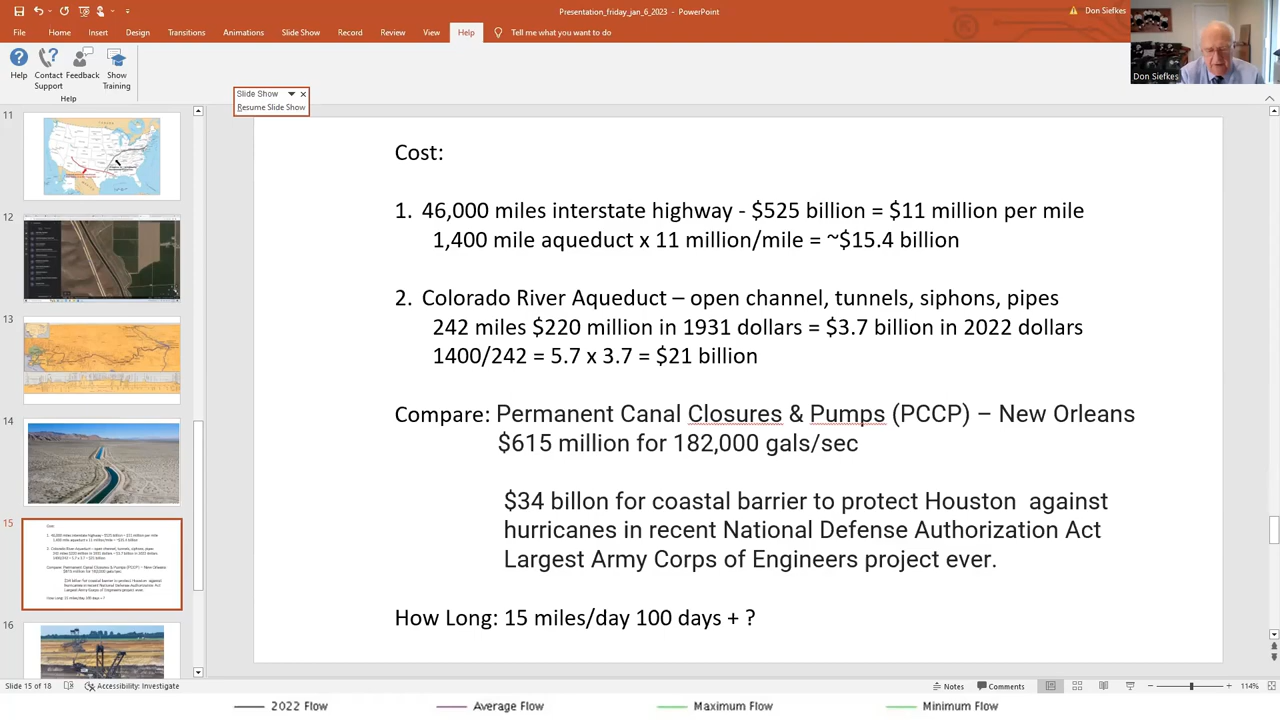 Presentation_friday_jan_6_2023 - PowerPoint
Don Siefkes
File Home Insert Design Transitions Animations Slide Show Record Review View Help Tell me what you want to do
Don Siefkes
Help Contact Support Feedback Show Training
Help
Slide Show
Resume Slide Show
11
12
13
14
15
16
Cost:
1. 46,000 miles interstate highway - $525 billion = $11 million per mile
1,400 mile aqueduct x 11 million/mile = ~$15.4 billion
2. Colorado River Aqueduct – open channel, tunnels, siphons, pipes
242 miles $220 million in 1931 dollars = $3.7 billion in 2022 dollars
1400/242 = 5.7 x 3.7 = $21 billion
Compare: Permanent Canal Closures & Pumps (PCCP) – New Orleans
$615 million for 182,000 gals/sec
$34 billon for coastal barrier to protect Houston against
hurricanes in recent National Defense Authorization Act
Largest Army Corps of Engineers project ever.
How Long: 15 miles/day 100 days + ?
Slide 15 of 18 Accessibility: Investigate Notes Comments 114%
2022 Flow Average Flow Maximum Flow Minimum Flow